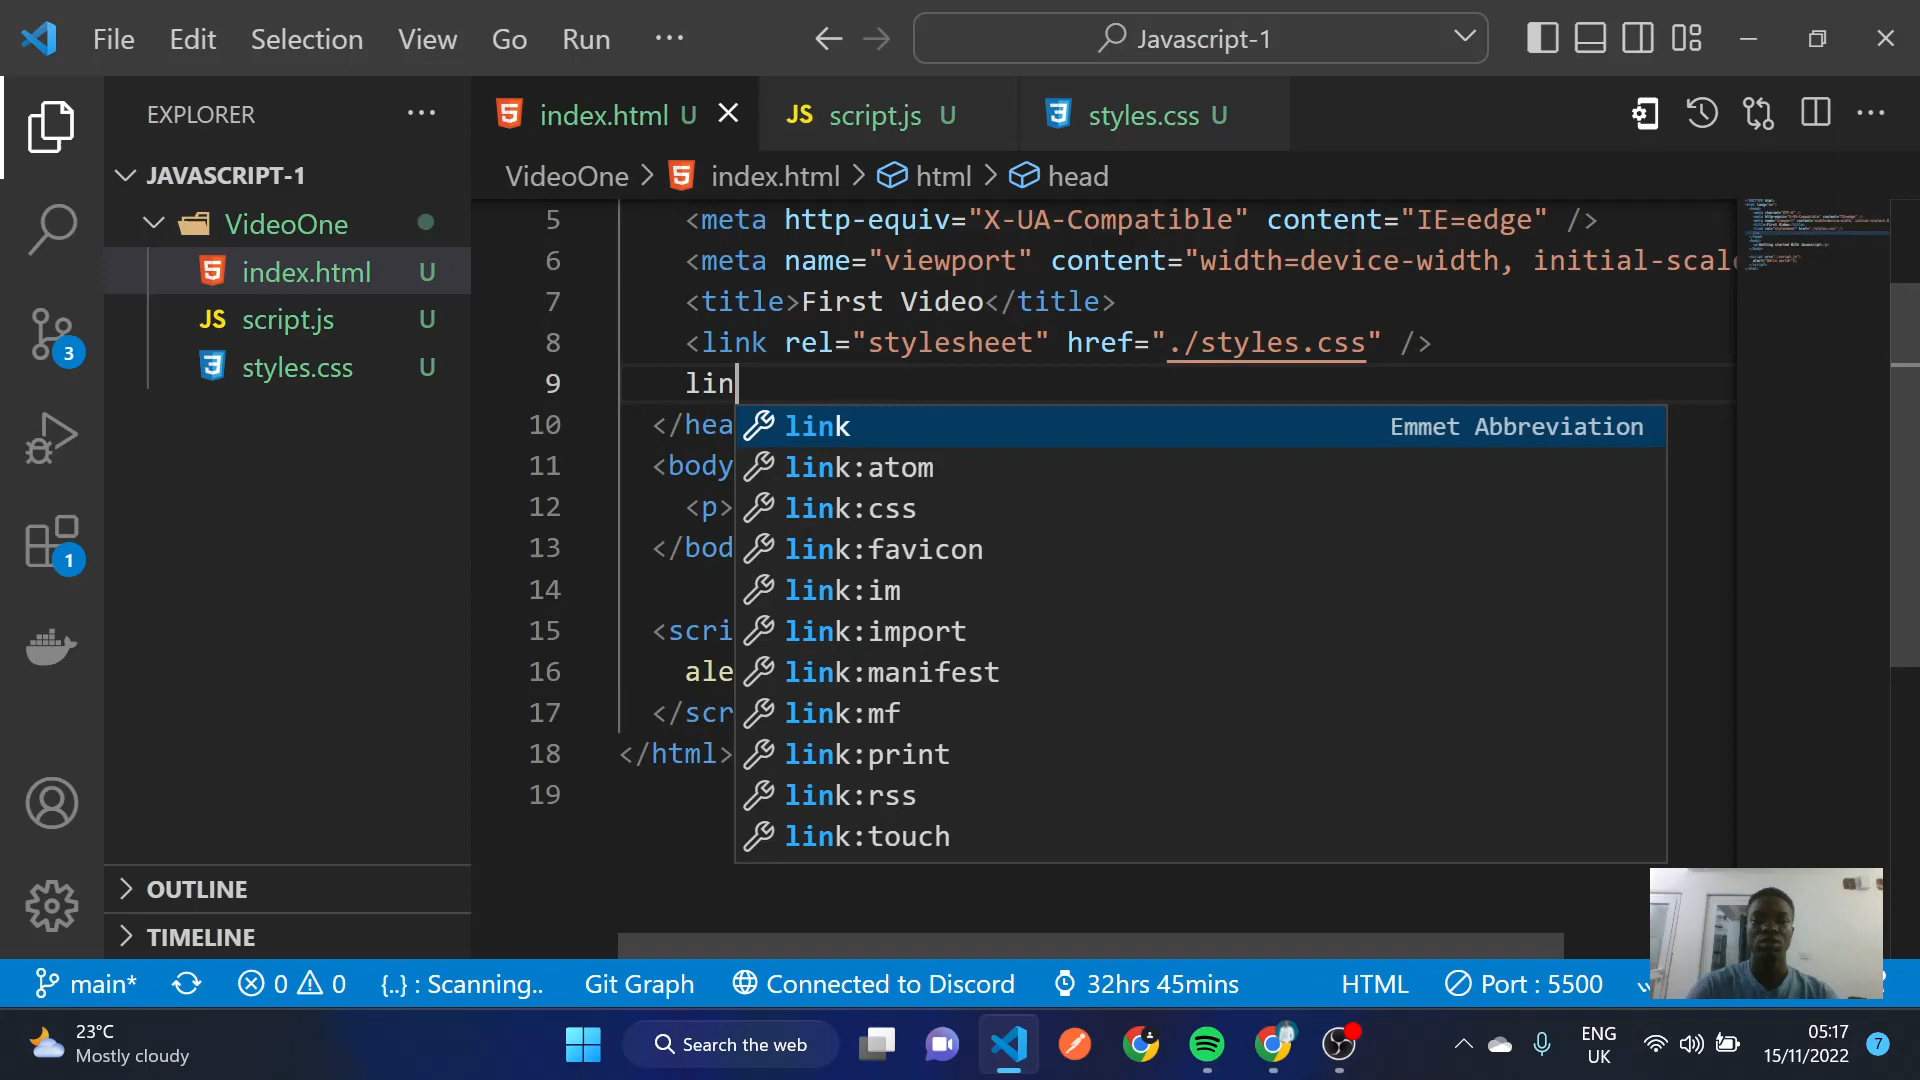 File Edit Selection View Go Run ···
Javascript-1
EXPLORER ···
index.html U
JS script.js U
styles.css U
JAVASCRIPT-1
VideoOne > index.html > html > head
VideoOne
index.html U
JS script.js U
styles.css U
3
1
5 <meta http-equiv="X-UA-Compatible" content="IE=edge" />
6 <meta name="viewport" content="width=device-width, initial-scal
7 <title>First Video</title>
8 <link rel="stylesheet" href="./styles.css" />
9 lin
10 </hea
11 <body
12 <p>
13 </bod
14
15 <scri
16 ale
17 </scr
18 </html>
19
link Emmet Abbreviation
link:atom
link:css
link:favicon
link:im
link:import
link:manifest
link:mf
link:print
link:rss
link:touch
OUTLINE
TIMELINE
main* 0 0 {..} : Scanning.. Git Graph Connected to Discord 32hrs 45mins HTML Port : 5500
23°C
Mostly cloudy
Search the web
ENG
UK
05:17
15/11/2022
7